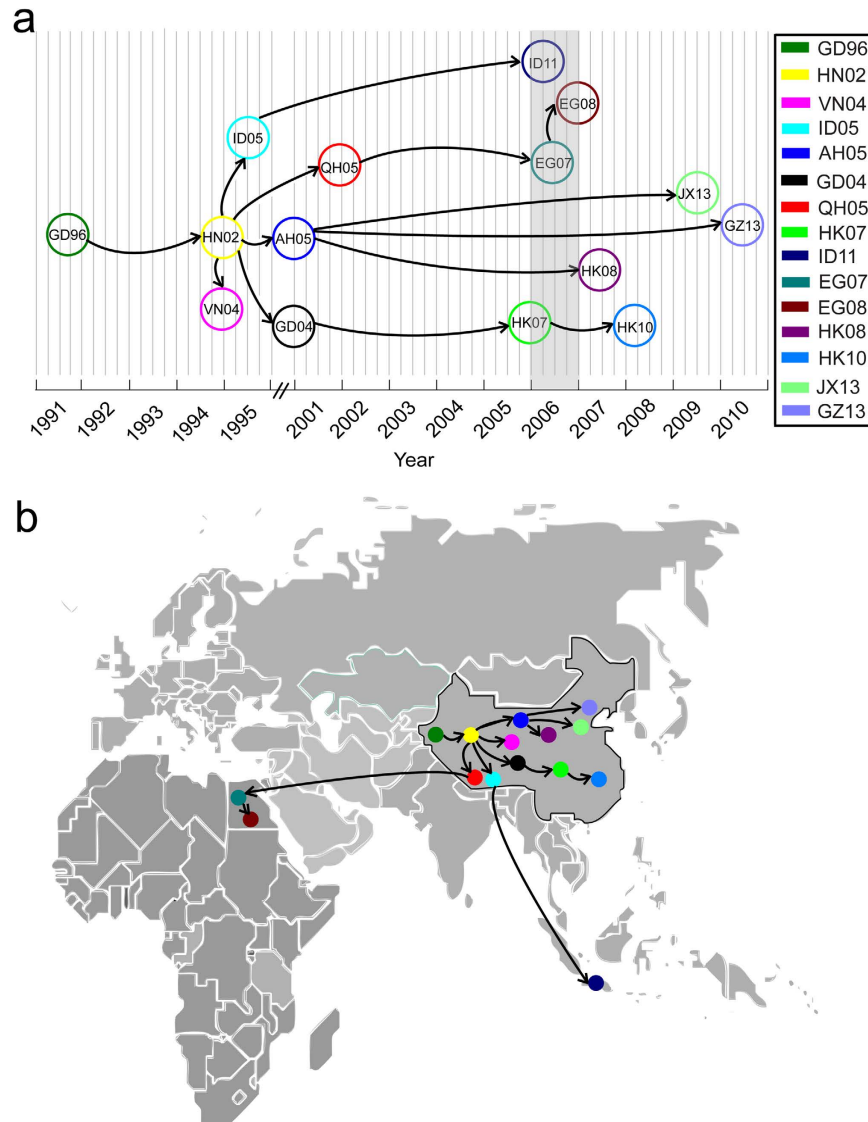 a
ID11
EG08
ID05
QH05
EG07
JX13
GD96
HN02
AH05
GZ13
HK08
VN04
GD04
HK07
HK10
1991
1992
1993
1994
1995
2001
2002
2003
2004
2005
2006
2007
2008
2009
2010
Year
GD96
HN02
VN04
ID05
AH05
GD04
QH05
HK07
ID11
EG07
EG08
HK08
HK10
JX13
GZ13
b